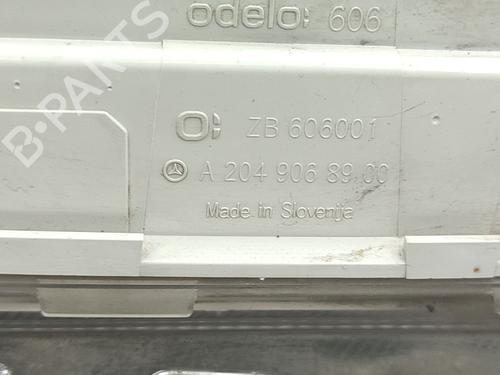 odelo: 606
B-PARTS
O: ZB 606001
A 204 906 89 00
Made in Slovenija